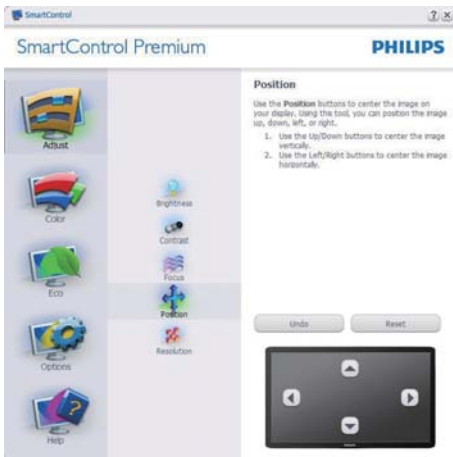 SmartControl
SmartControl Premium
PHILIPS
Adjust
Color
Eco
Options
Help
Brightness
Contrast
Focus
Position
Resolution
Position
Use the Position buttons to center the image on
your display. Using this tool, you can position the image
up, down, left, or right.
1. Use the Up/Down buttons to center the image
vertically.
2. Use the Left/Right buttons to center the image
horizontally.
Undo
Reset